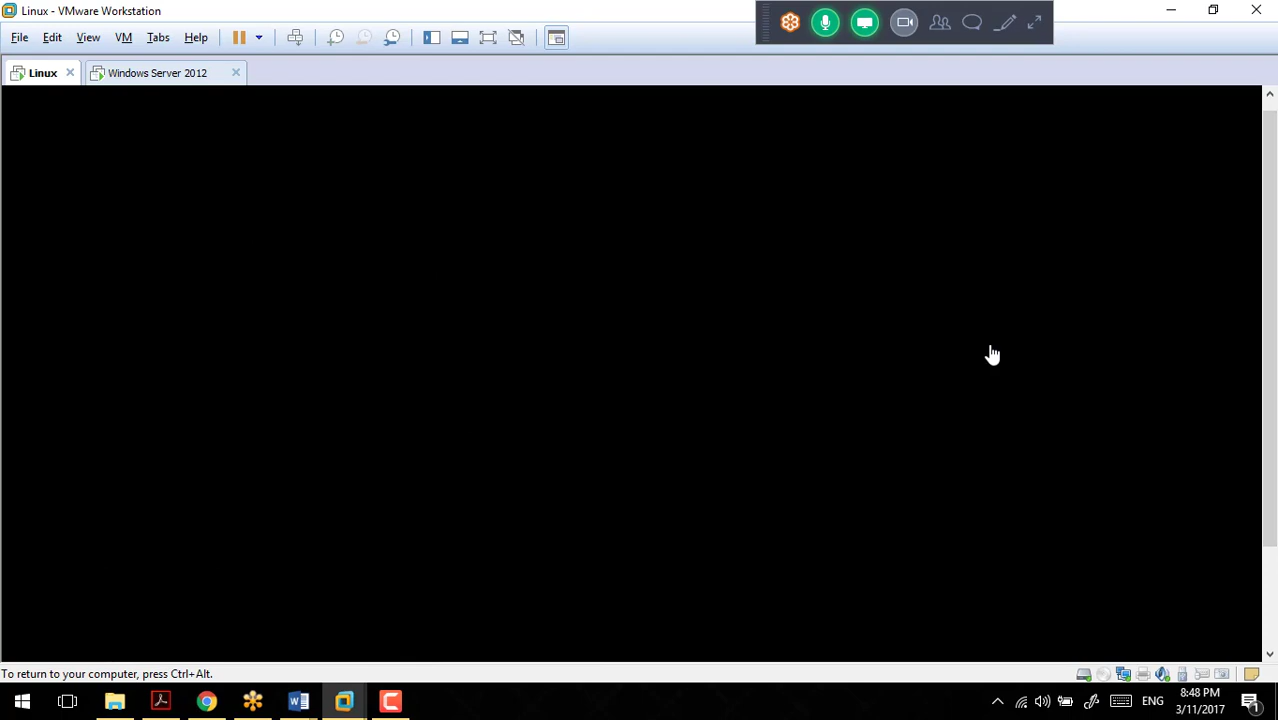 Linux - VMware Workstation
File Edit View VM Tabs Help
Linux Windows Server 2012
To return to your computer, press Ctrl+Alt.
ENG 8:48 PM
3/11/2017
1